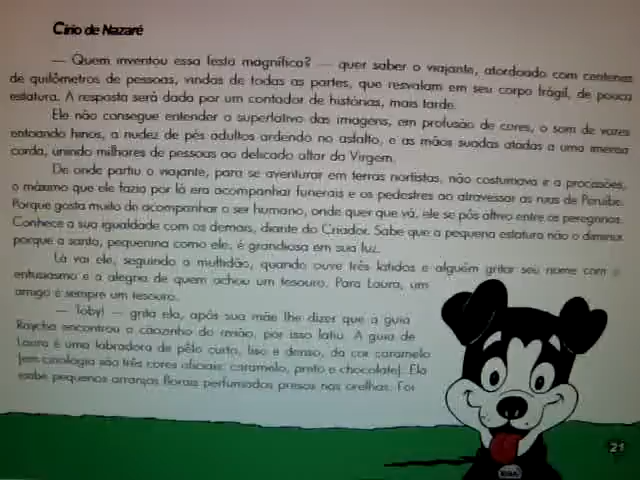 Círio de Nazaré
— Quem inventou essa festa magnífica? — quer saber o viajante, atordoado com centenas
de quilômetros de pessoas, vindas de todas as partes, que resvalam em seu corpo frágil, de pouca
estatura. A resposta será dada por um contador de histórias, mais tarde.
Ele não consegue entender o superlativo das imagens, em profusão de cores, o som de vozes
entoando hinos, a nudez de pés adultos ardendo no asfalto, e as mãos suadas atadas a uma imensa
corda, unindo milhares de pessoas ao delicado altar da Virgem.
De onde partiu o viajante, para se aventurar em terras nortistas, não costumava ir a procissões,
o máximo que ele fazia por lá era acompanhar funerais e os pedestres ao atravessar as ruas de Peruíbe.
Porque gosta muito de acompanhar o ser humano, onde quer que vá, ele se pôs altivo entre os peregrinos.
Conhece a sua igualdade com os demais, diante do Criador. Sabe que a pequena estatura não o diminui
porque a santa, pequenina como ele, é grandiosa em sua luz.
Lá vai ele, seguindo a multidão, quando ouve três latidos e alguém gritar seu nome com o
entusiasmo e a alegria de quem achou um tesouro. Para Laura, um
amigo é sempre um tesouro.
— Toby! — grita ela, após sua mãe lhe dizer que a guia
Raycha encontrou o cãozinho do avião, por isso latiu. A guia de
Laura é uma labradora de pêlo curto, liso e denso, da cor caramelo
(em cinologia são três cores oficiais: caramelo, preto e chocolate). Ela
exibe pequenos arranjos florais perfumados presos nas orelhas. Foi
21